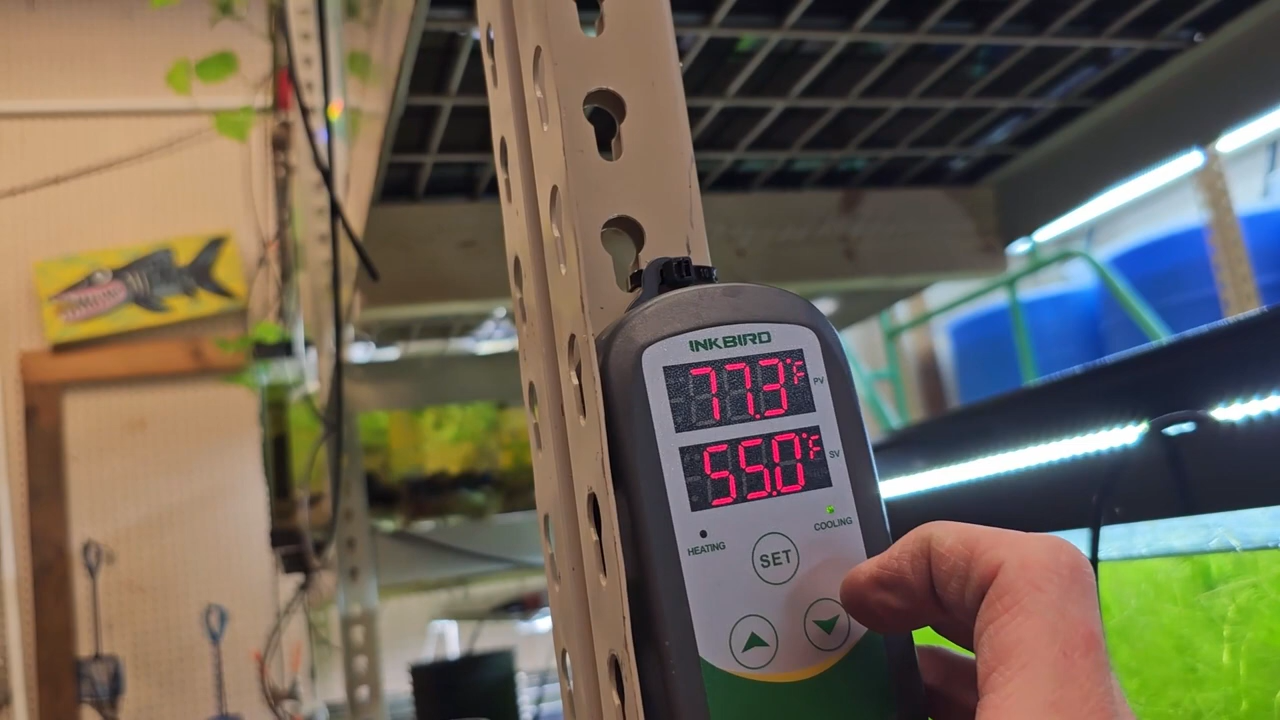 INKBIRD
77.3°F PV
55.0°F SV
HEATING COOLING
SET